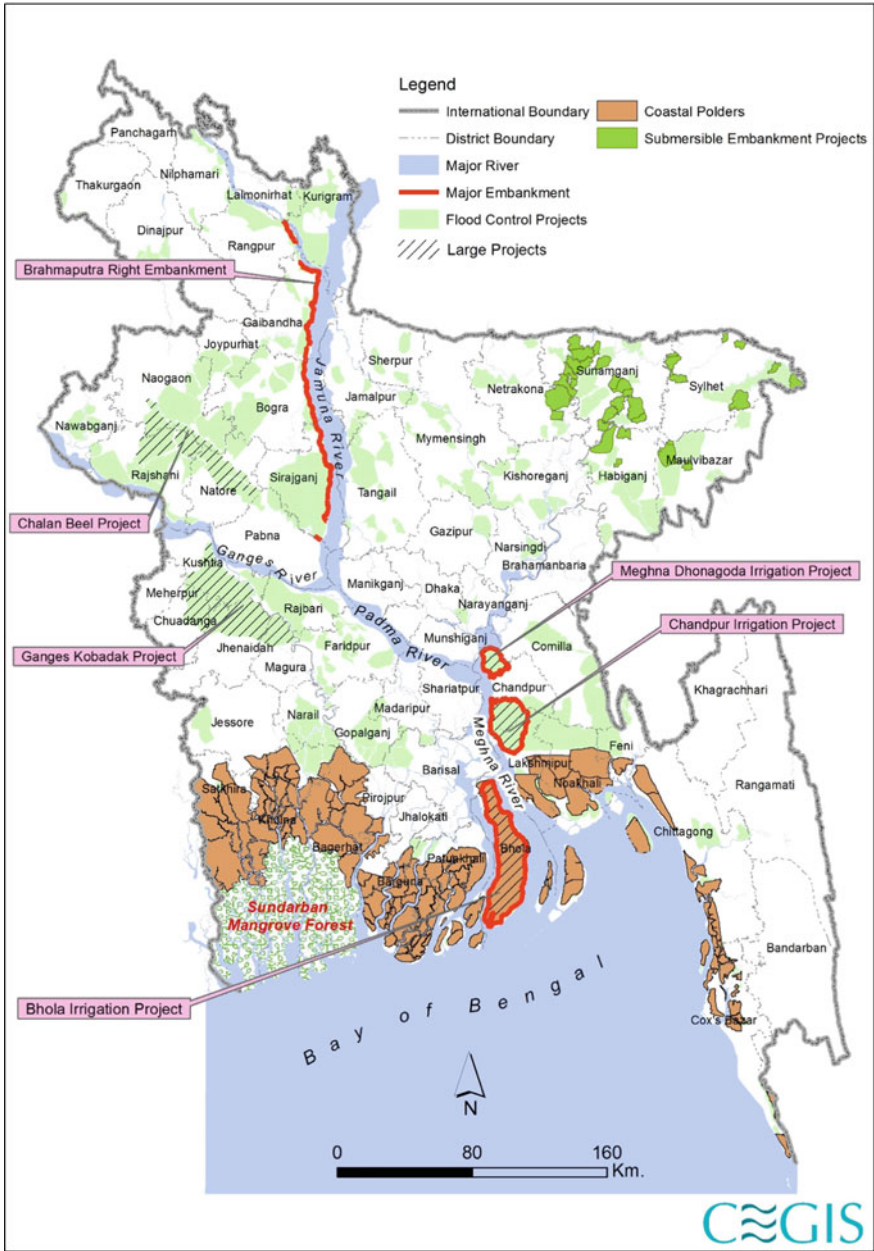 Legend
International Boundary
District Boundary
Major River
Major Embankment
Flood Control Projects
Large Projects
Coastal Polders
Submersible Embankment Projects
Panchagarh
Thakurgaon
Nilphamari
Lalmonirhat
Kurigram
Dinajpur
Rangpur
Brahmaputra Right Embankment
Gaibandha
Joypurhat
Sherpur
Jamuna River
Naogaon
Jamalpur
Netrakona
Sunamganj
Sylhet
Bogra
Nawabganj
Mymensingh
Maulvibazar
Rajshani
Sirajganj
Kishoreganj
Habiganj
Natore
Tangail
Chalan Beel Project
Pabna
Gazipur
Narsingdi
Ganges River
Brahamanbaria
Kushtia
Manikganj
Dhaka
Meghna Dhonagoda Irrigation Project
Meherpur
Rajbari
Narayanganj
Chuadanga
Padma River
Munshiganj
Comilla
Chandpur Irrigation Project
Ganges Kobadak Project
Jhenaidah
Faridpur
Magura
Shariatpur
Chandpur
Khagrachhari
Jessore
Narail
Madaripur
Gopalganj
Meghna River
Feni
Barisal
Lakshmipur
Noakhali
Rangamati
Satkhira
Khulna
Pirojpur
Jhalokati
Chittagong
Bagerhat
Patuakhali
Bhola
Barguna
Sundarban
Mangrove Forest
Bandarban
Bhola Irrigation Project
Bay of Bengal
Cox's Bazar
N
0 80 160
Km.
CEGIS